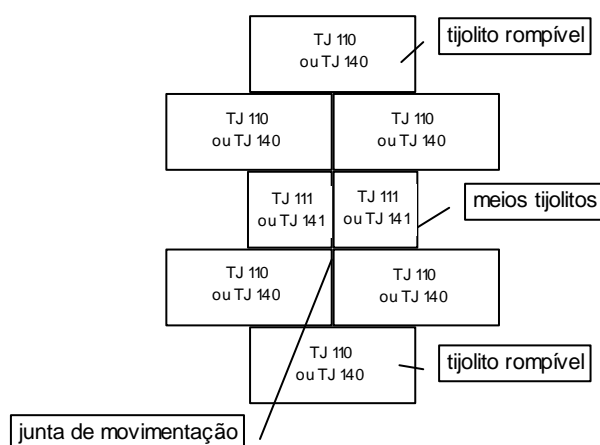 TJ 110
ou TJ 140
tijolito rompível
TJ 110
ou TJ 140
TJ 110
ou TJ 140
TJ 111
ou TJ 141
TJ 111
ou TJ 141
meios tijolitos
TJ 110
ou TJ 140
TJ 110
ou TJ 140
TJ 110
ou TJ 140
tijolito rompível
junta de movimentação